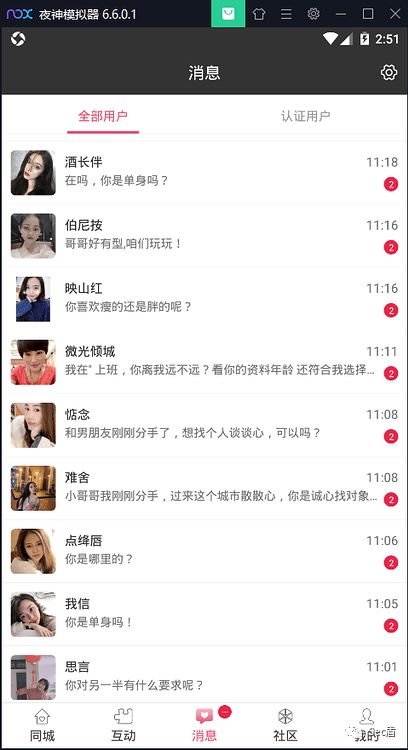 nox 夜神模拟器 6.6.0.1
2:51
消息
全部用户 认证用户
酒长伴 11:18
在吗，你是单身吗？ 2
伯尼按 11:16
哥哥好有型,咱们玩玩！ 2
映山红 11:16
你喜欢瘦的还是胖的呢？ 2
微光倾城 11:11
我在" 上班，你离我远不远？看你的资料年龄 还符合我选择... 2
惦念 11:08
和男朋友刚刚分手了，想找个人谈谈心，可以吗？ 2
难舍 11:08
小哥哥我刚刚分手，过来这个城市散散心，你是诚心找对象... 2
点绛唇 11:06
你是哪里的？ 2
我信 11:05
你是单身吗！ 2
思言 11:01
你对另一半有什么要求呢？ 2
同城 互动 消息 社区 我的